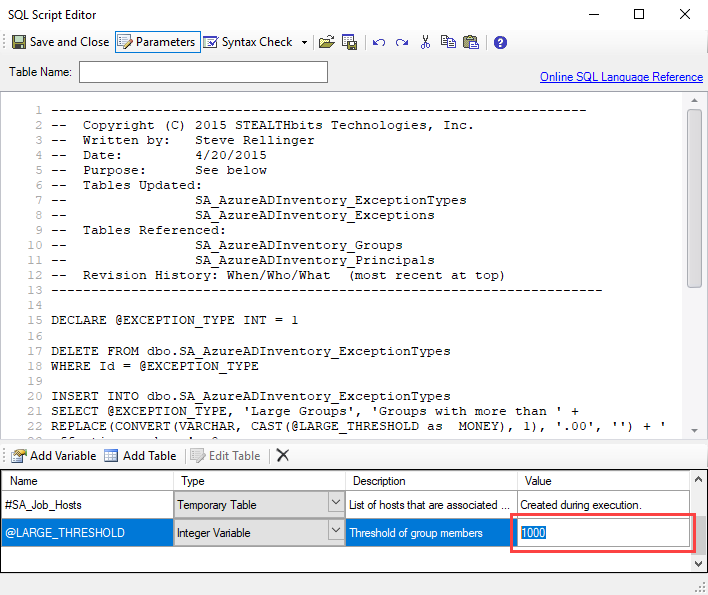 SQL Script Editor
Save and Close Parameters Syntax Check
Table Name: Online SQL Language Reference
1 -------------------------------------------------------------------
2 -- Copyright (C) 2015 STEALTHbits Technologies, Inc.
3 -- Written by: Steve Rellinger
4 -- Date: 4/20/2015
5 -- Purpose: See below
6 -- Tables Updated:
7 -- SA_AzureADInventory_ExceptionTypes
8 -- SA_AzureADInventory_Exceptions
9 -- Tables Referenced:
10 -- SA_AzureADInventory_Groups
11 -- SA_AzureADInventory_Principals
12 -- Revision History: When/Who/What (most recent at top)
13 ---------------------------------------------------------------------
14
15 DECLARE @EXCEPTION_TYPE INT = 1
16
17 DELETE FROM dbo.SA_AzureADInventory_ExceptionTypes
18 WHERE Id = @EXCEPTION_TYPE
19
20 INSERT INTO dbo.SA_AzureADInventory_ExceptionTypes
21 SELECT @EXCEPTION_TYPE, 'Large Groups', 'Groups with more than ' +
22 REPLACE(CONVERT(VARCHAR, CAST(@LARGE_THRESHOLD as MONEY), 1), '.00', '') + '
Add Variable Add Table Edit Table
Name Type Description Value
#SA_Job_Hosts Temporary Table List of hosts that are associated ... Created during execution.
@LARGE_THRESHOLD Integer Variable Threshold of group members 1000